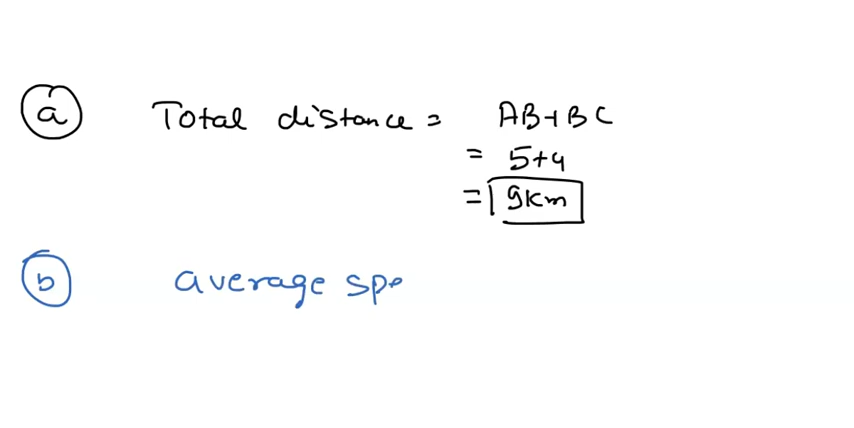 a Total distance = AB+BC
= 5+4
= 9km
b average spe